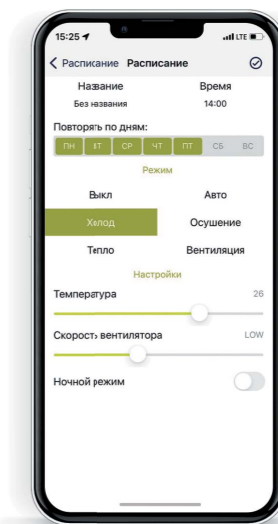 15:25 LTE
Расписание Расписание
Название Время
Без названия 14:00
Повторять по дням:
ПН ВТ СР ЧТ ПТ СБ ВС
Режим
Выкл Авто
Холод Осушение
Тепло Вентиляция
Настройки
Температура 26
Скорость вентилятора LOW
Ночной режим